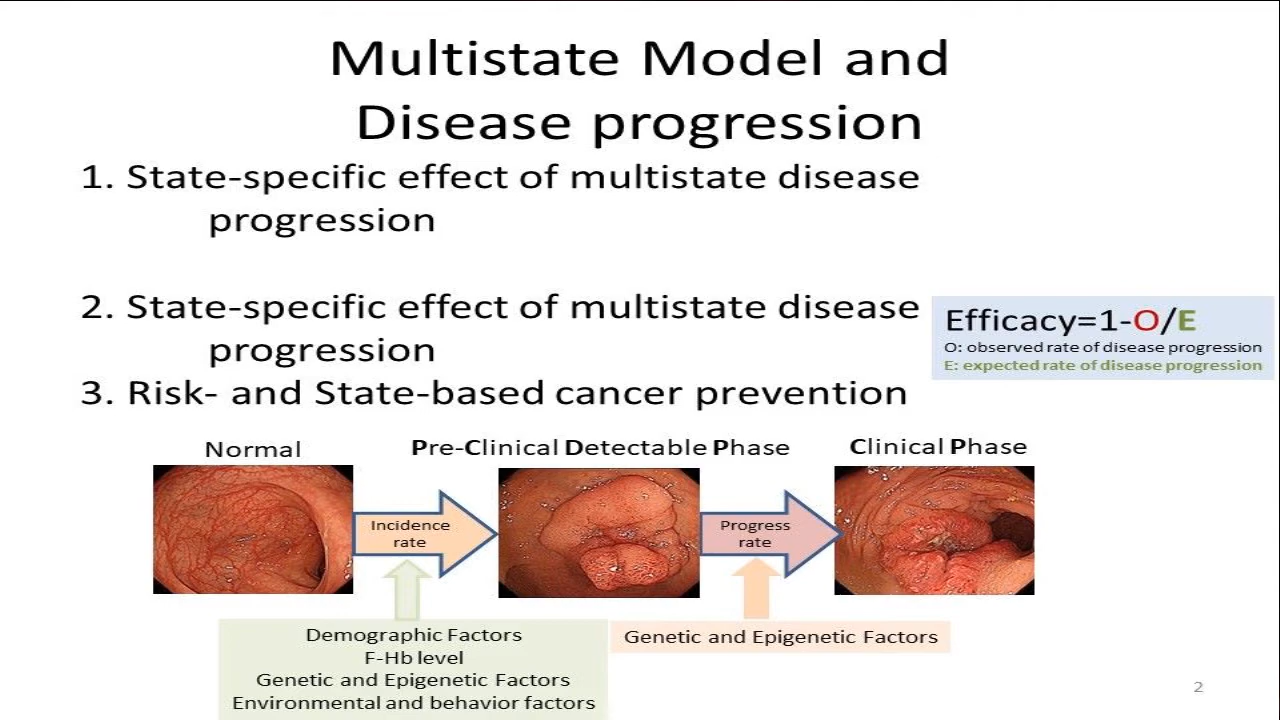 Multistate Model and
Disease progression
1. State-specific effect of multistate disease
progression
2. State-specific effect of multistate disease
progression
Efficacy=1-O/E
O: observed rate of disease progression
E: expected rate of disease progression
3. Risk- and State-based cancer prevention
Normal
Pre-Clinical Detectable Phase
Clinical Phase
Incidence
rate
Progress
rate
Demographic Factors
F-Hb level
Genetic and Epigenetic Factors
Environmental and behavior factors
Genetic and Epigenetic Factors
2